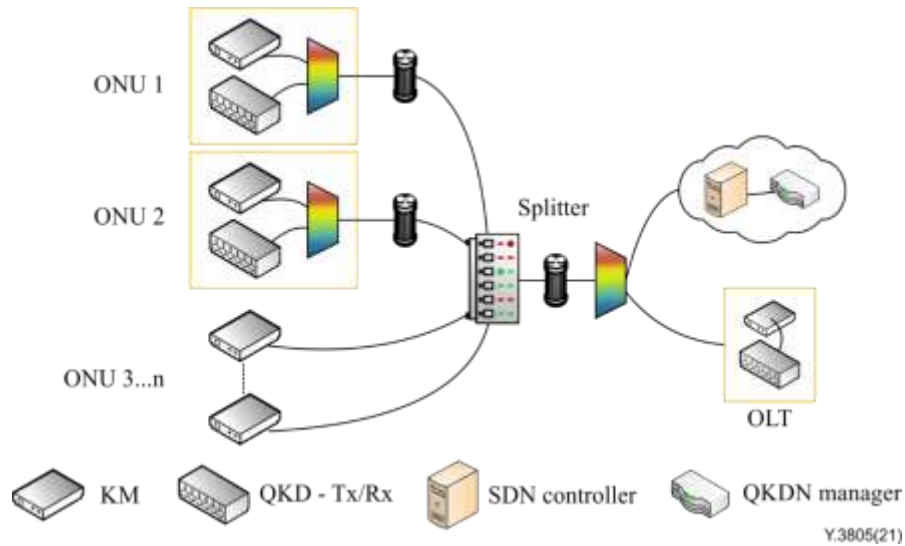 ONU 1
ONU 2
Splitter
ONU 3...n
OLT
KM
QKD - Tx/Rx
SDN controller
QKDN manager
Y.3805(21)